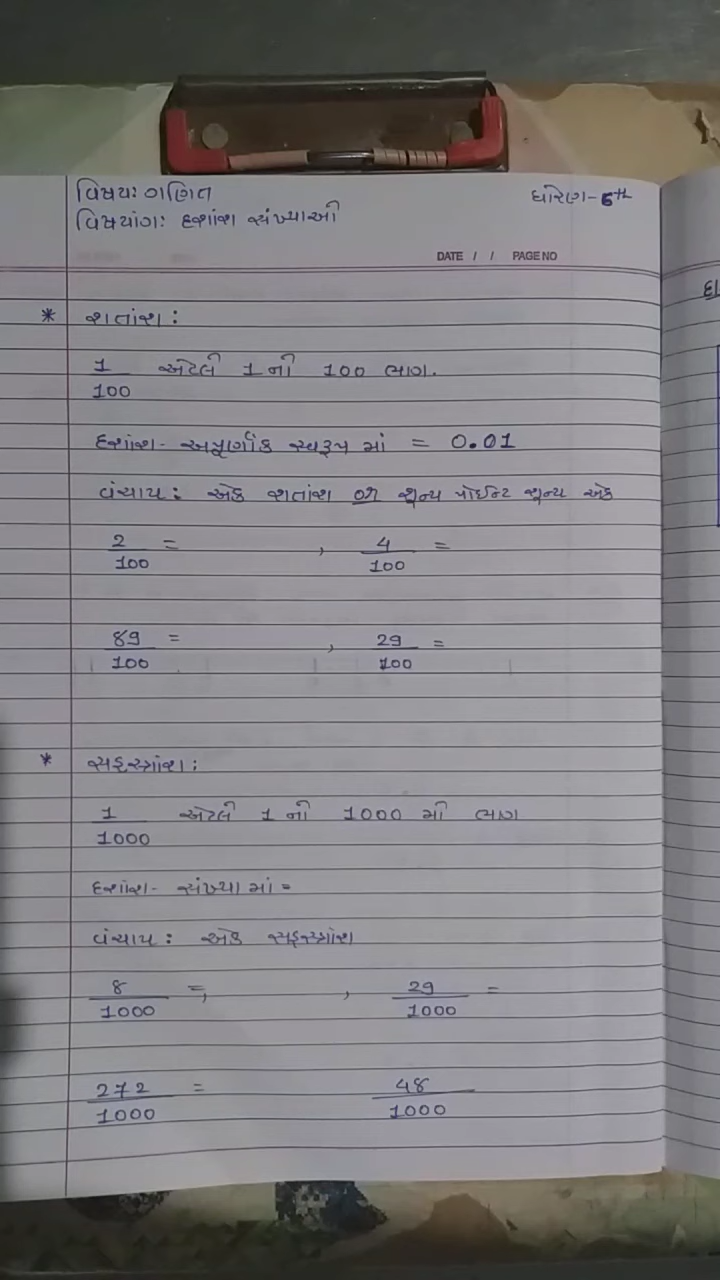 વિષય: ગણિત ધોરણ-6th
વિષયાંગ: દશાંશ સંખ્યાઓ
DATE / / PAGE NO
* શતાંશ:
1/100 એટલે 1 નો 100 ભાગ.
દશાંશ-અપૂર્ણાંક સ્વરૂપ માં = 0.01
વંચાય: એક શતાંશ or શૂન્ય પોઈન્ટ શૂન્ય એક
2/100 = , 4/100 =
89/100 = , 29/100 =
* સહસ્ત્રાંશ:
1/1000 એટલે 1 નો 1000 મો ભાગ
દશાંશ- સંખ્યા માં =
વંચાય: એક સહસ્ત્રાંશ
8/1000 =, , 29/1000 =
272/1000 = 48/1000